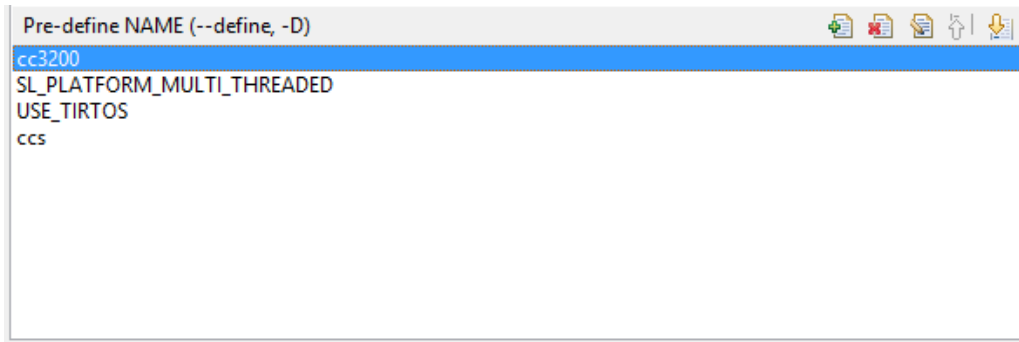 Pre-define NAME (--define, -D)
cc3200
SL_PLATFORM_MULTI_THREADED
USE_TIRTOS
ccs